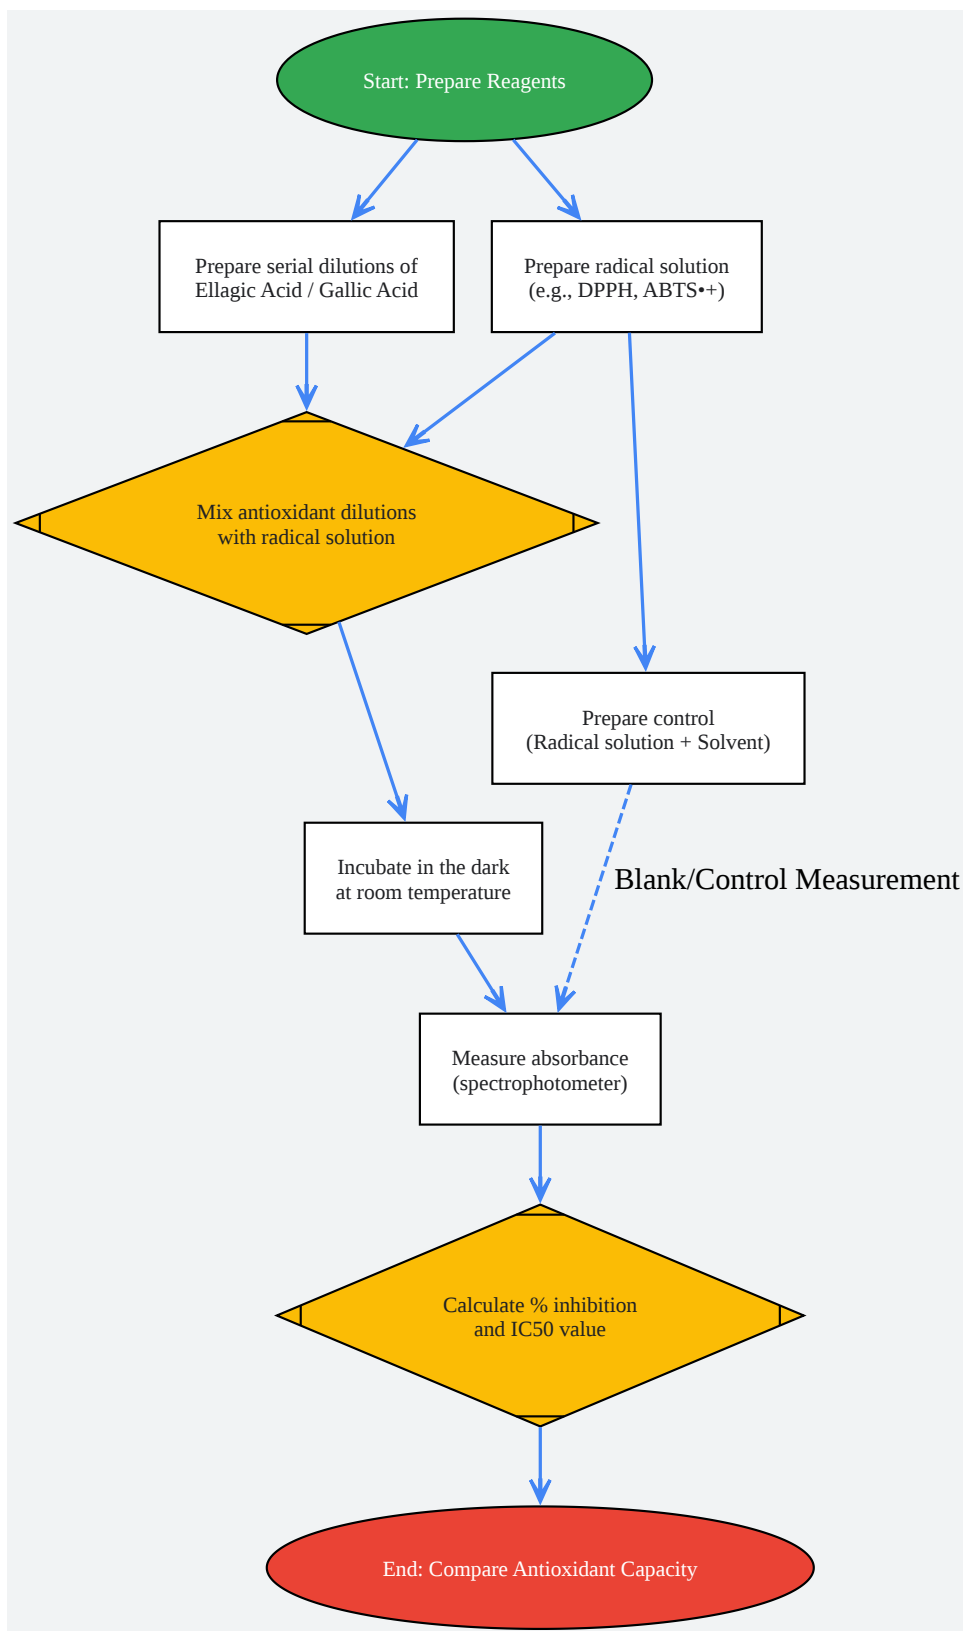 Start: Prepare Reagents
Prepare serial dilutions of
Ellagic Acid / Gallic Acid
Prepare radical solution
(e.g., DPPH, ABTS•+)
Mix antioxidant dilutions
with radical solution
Prepare control
(Radical solution + Solvent)
Incubate in the dark
at room temperature
Blank/Control Measurement
Measure absorbance
(spectrophotometer)
Calculate % inhibition
and IC50 value
End: Compare Antioxidant Capacity